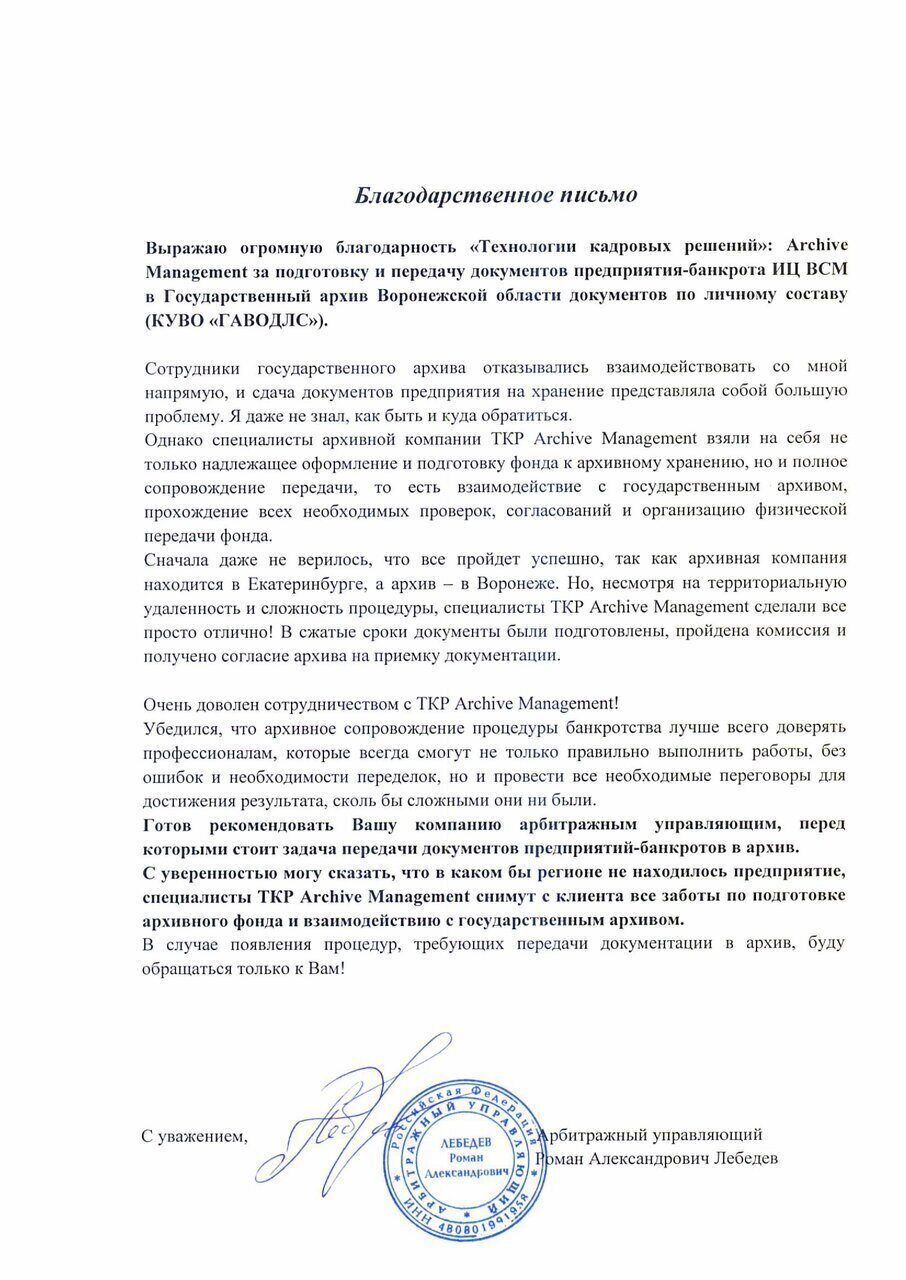 Благодарственное письмо
Выражаю огромную благодарность «Технологии кадровых решений»: Archive
Management за подготовку и передачу документов предприятия-банкрота ИЦ ВСМ
в Государственный архив Воронежской области документов по личному составу
(КУВО «ГАВОДЛС»).
Сотрудники государственного архива отказывались взаимодействовать со мной
напрямую, и сдача документов предприятия на хранение представляла собой большую
проблему. Я даже не знал, как быть и куда обратиться.
Однако специалисты архивной компании ТКР Archive Management взяли на себя не
только надлежащее оформление и подготовку фонда к архивному хранению, но и полное
сопровождение передачи, то есть взаимодействие с государственным архивом,
прохождение всех необходимых проверок, согласований и организацию физической
передачи фонда.
Сначала даже не верилось, что все пройдет успешно, так как архивная компания
находится в Екатеринбурге, а архив – в Воронеже. Но, несмотря на территориальную
удаленность и сложность процедуры, специалисты ТКР Archive Management сделали все
просто отлично! В сжатые сроки документы были подготовлены, пройдена комиссия и
получено согласие архива на приемку документации.
Очень доволен сотрудничеством с ТКР Archive Management!
Убедился, что архивное сопровождение процедуры банкротства лучше всего доверять
профессионалам, которые всегда смогут не только правильно выполнить работы, без
ошибок и необходимости переделок, но и провести все необходимые переговоры для
достижения результата, сколь бы сложными они ни были.
Готов рекомендовать Вашу компанию арбитражным управляющим, перед
которыми стоит задача передачи документов предприятий-банкротов в архив.
С уверенностью могу сказать, что в каком бы регионе не находилось предприятие,
специалисты ТКР Archive Management снимут с клиента все заботы по подготовке
архивного фонда и взаимодействию с государственным архивом.
В случае появления процедур, требующих передачи документации в архив, буду
обращаться только к Вам!
С уважением,
Арбитражный управляющий
Роман Александрович Лебедев
Российская Федерация
АРБИТРАЖНЫЙ УПРАВЛЯЮЩИЙ
ЛЕБЕДЕВ
Роман
Александрович
ИНН 480801991958